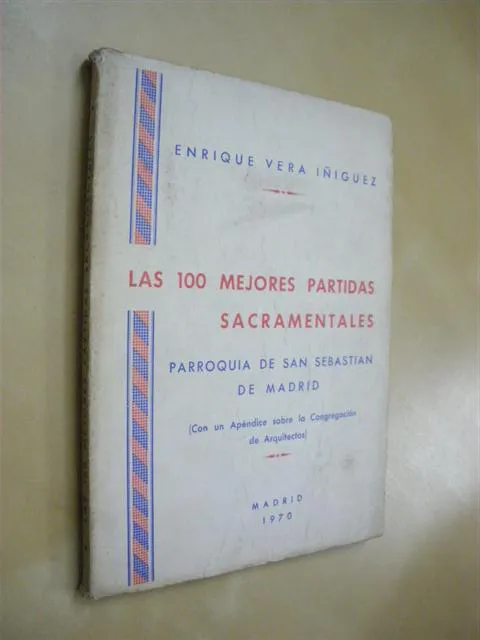 ENRIQUE VERA IÑIGUEZ
LAS 100 MEJORES PARTIDAS
SACRAMENTALES
PARROQUIA DE SAN SEBASTIAN
DE MADRID
(Con un Apéndice sobre la Congregación
de Arquitectos)
MADRID
1970